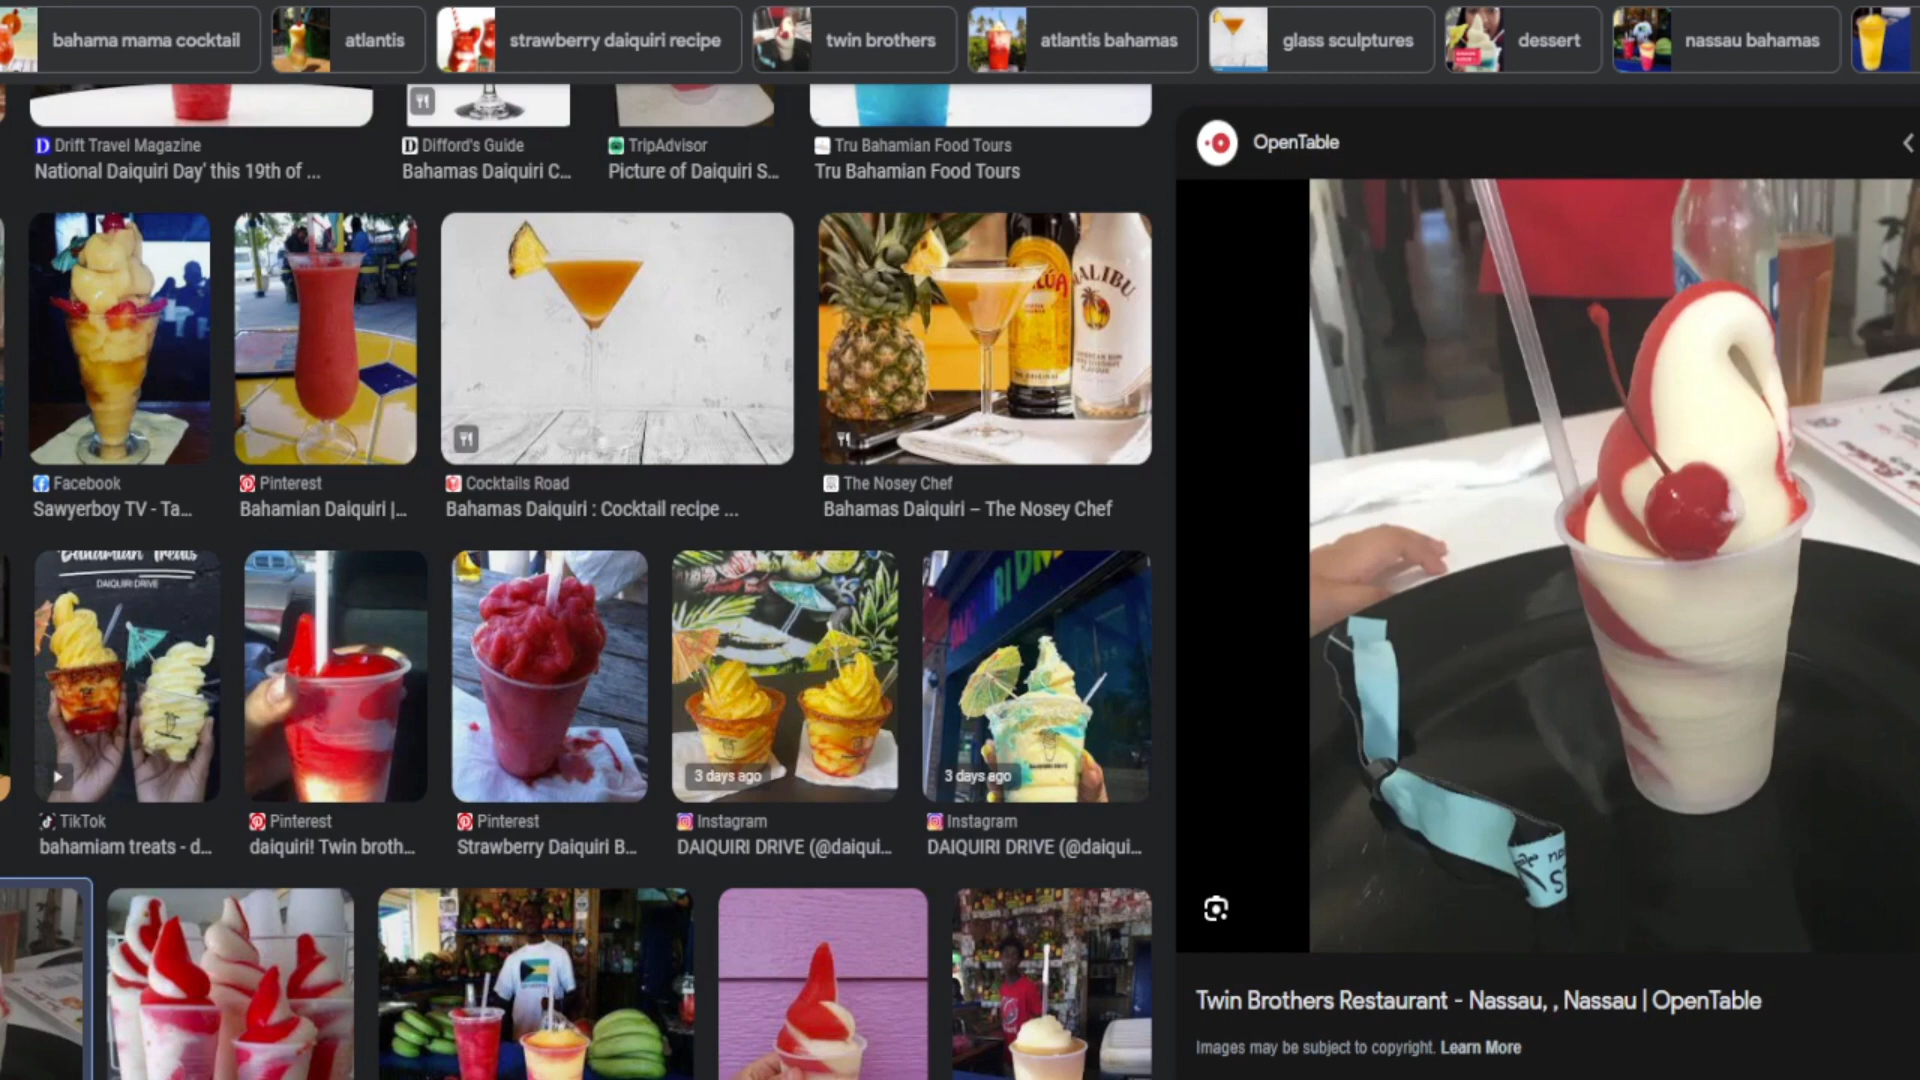 bahama mama cocktail
atlantis
strawberry daiquiri recipe
twin brothers
atlantis bahamas
glass sculptures
dessert
nassau bahamas
Drift Travel Magazine
National Daiquiri Day' this 19th of ...
Difford's Guide
Bahamas Daiquiri C...
TripAdvisor
Picture of Daiquiri S...
Tru Bahamian Food Tours
Tru Bahamian Food Tours
OpenTable
MALIBU
Facebook
Sawyerboy TV - Ta...
Pinterest
Bahamian Daiquiri |...
Cocktails Road
Bahamas Daiquiri : Cocktail recipe ...
The Nosey Chef
Bahamas Daiquiri – The Nosey Chef
Bahamian Treats
DAIQUIRI DRIVE
3 days ago
3 days ago
TikTok
bahamiam treats - d...
Pinterest
daiquiri! Twin broth...
Pinterest
Strawberry Daiquiri B...
Instagram
DAIQUIRI DRIVE (@daiqui...
Instagram
DAIQUIRI DRIVE (@daiqui...
Twin Brothers Restaurant - Nassau, , Nassau | OpenTable
Images may be subject to copyright. Learn More